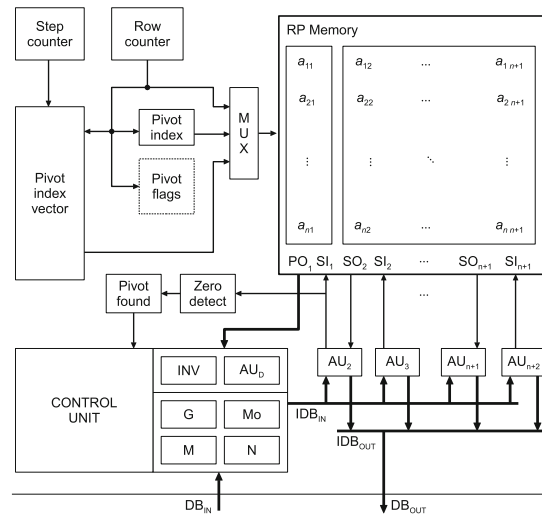 Step
counter
Row
counter
RP Memory
a11 a12 ... a1 n+1
a21 a22 a2 n+1
⋮ ⋮ ⋱ ⋮
an1 an2 ... an n+1
PO1 SI1 SO2 SI2 ... SOn+1 SIn+1
Pivot
index
vector
Pivot
index
Pivot
flags
M
U
X
Pivot
found
Zero
detect
...
CONTROL
UNIT
INV AUD
G Mo
M N
AU2 AU3 AUn+1 AUn+2
IDBIN
IDBOUT
DBIN DBOUT